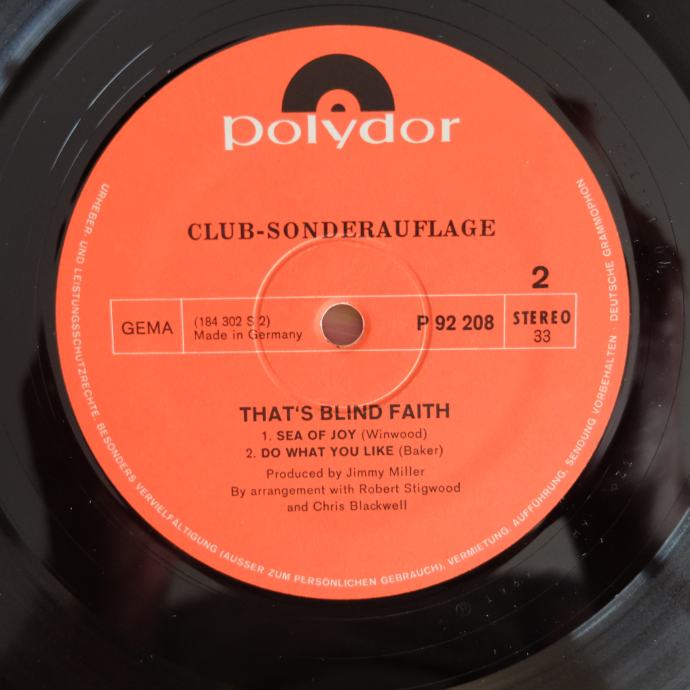 polydor
CLUB-SONDERAUFLAGE
2
GEMA
(184 302 S 2)
Made in Germany
P 92 208
STEREO
33
THAT'S BLIND FAITH
1. SEA OF JOY (Winwood)
2. DO WHAT YOU LIKE (Baker)
Produced by Jimmy Miller
By arrangement with Robert Stigwood
and Chris Blackwell
URHEBER- UND LEISTUNGSSCHUTZRECHTE. BESONDERS VERVIELFÄLTIGUNG (AUSSER ZUM PERSÖNLICHEN GEBRAUCH), VERMIETUNG, AUFFÜHRUNG, SENDUNG VORBEHALTEN · DEUTSCHE GRAMMOPHON